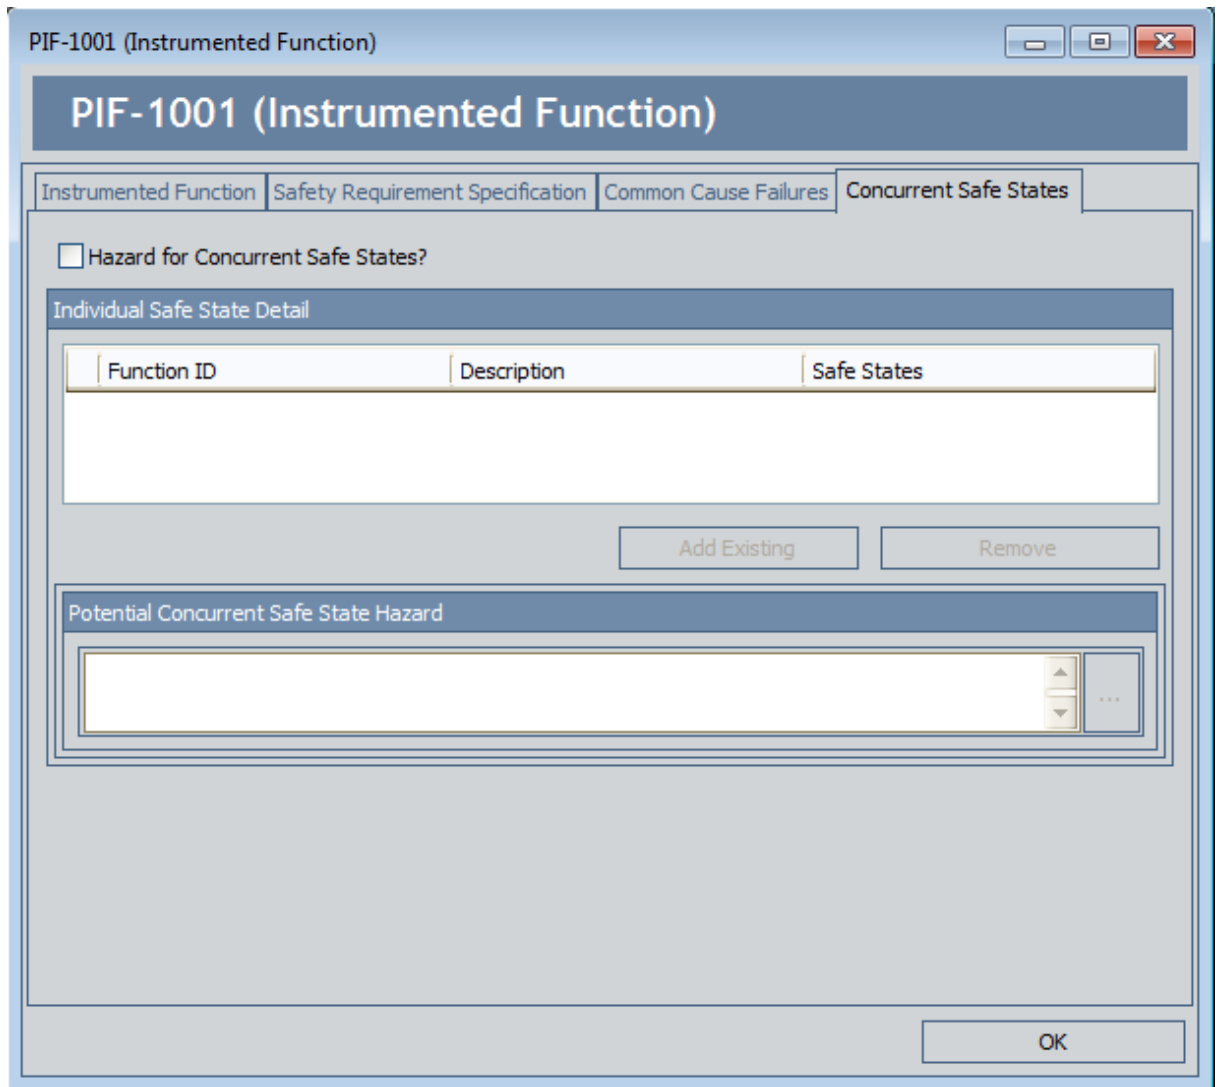 PIF-1001 (Instrumented Function)
PIF-1001 (Instrumented Function)
Instrumented Function Safety Requirement Specification Common Cause Failures Concurrent Safe States
Hazard for Concurrent Safe States?
Individual Safe State Detail
Function ID Description Safe States
Add Existing Remove
Potential Concurrent Safe State Hazard
...
OK